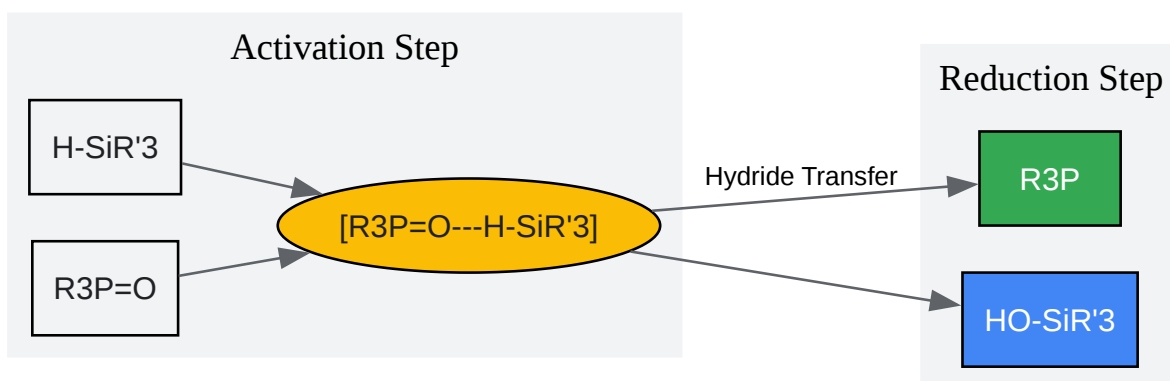 Activation Step
Reduction Step
H-SiR'3
Hydride Transfer
R3P
[R3P=O---H-SiR'3]
R3P=O
HO-SiR'3